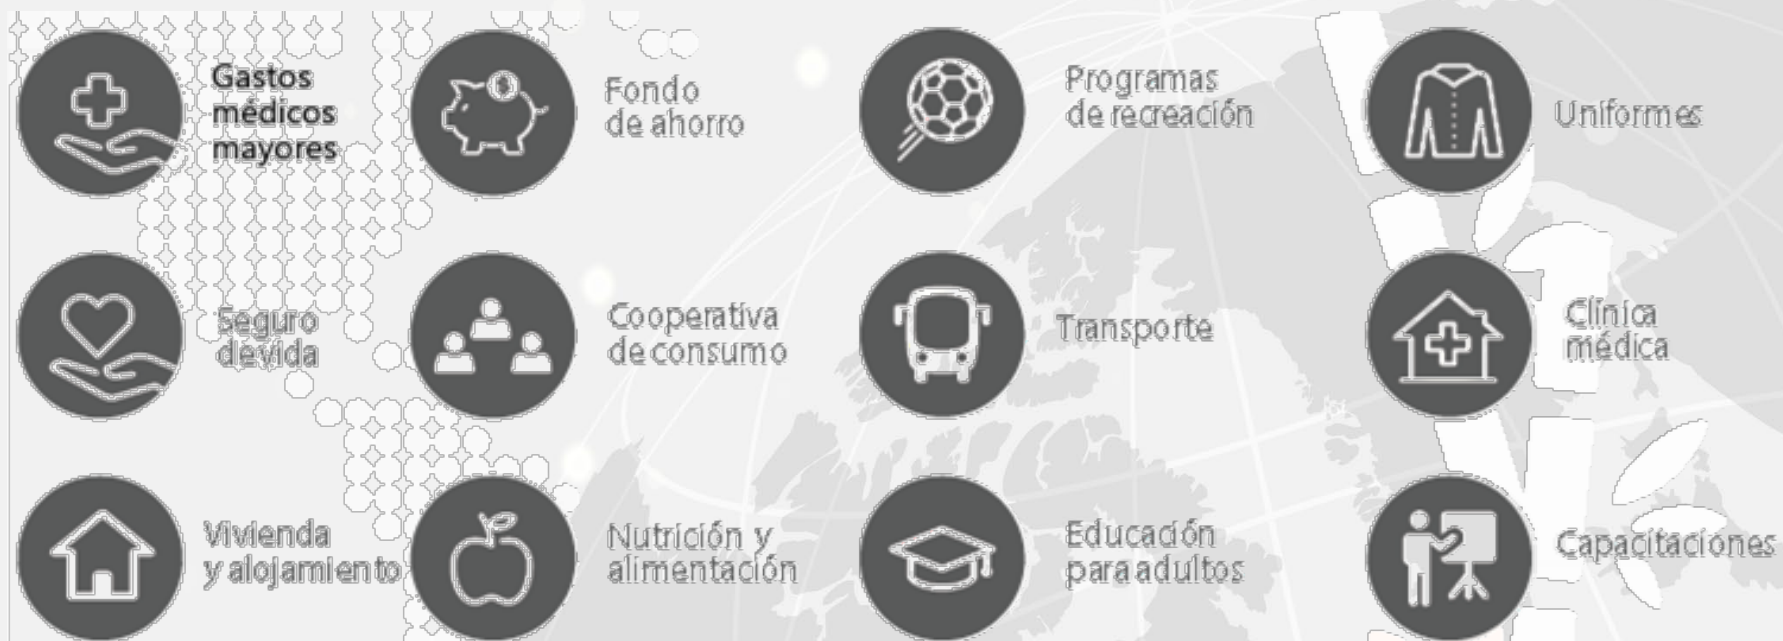 Gastos
médicos
mayores
Fondo
de ahorro
Programas
de recreación
Uniformes
Seguro
de vida
Cooperativa
de consumo
Transporte
Clínica
médica
Vivienda
y alojamiento
Nutrición y
alimentación
Educación
para adultos
Capacitaciones